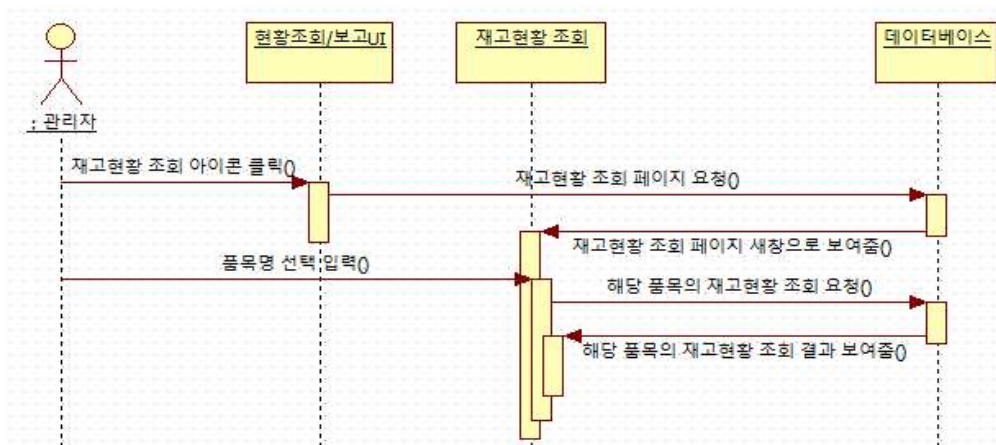 현황조회/보고UI
재고현황 조회
데이터베이스
: 관리자
재고현황 조회 아이콘 클릭()
재고현황 조회 페이지 요청()
재고현황 조회 페이지 새창으로 보여줌()
품목명 선택 입력()
해당 품목의 재고현황 조회 요청()
해당 품목의 재고현황 조회 결과 보여줌()